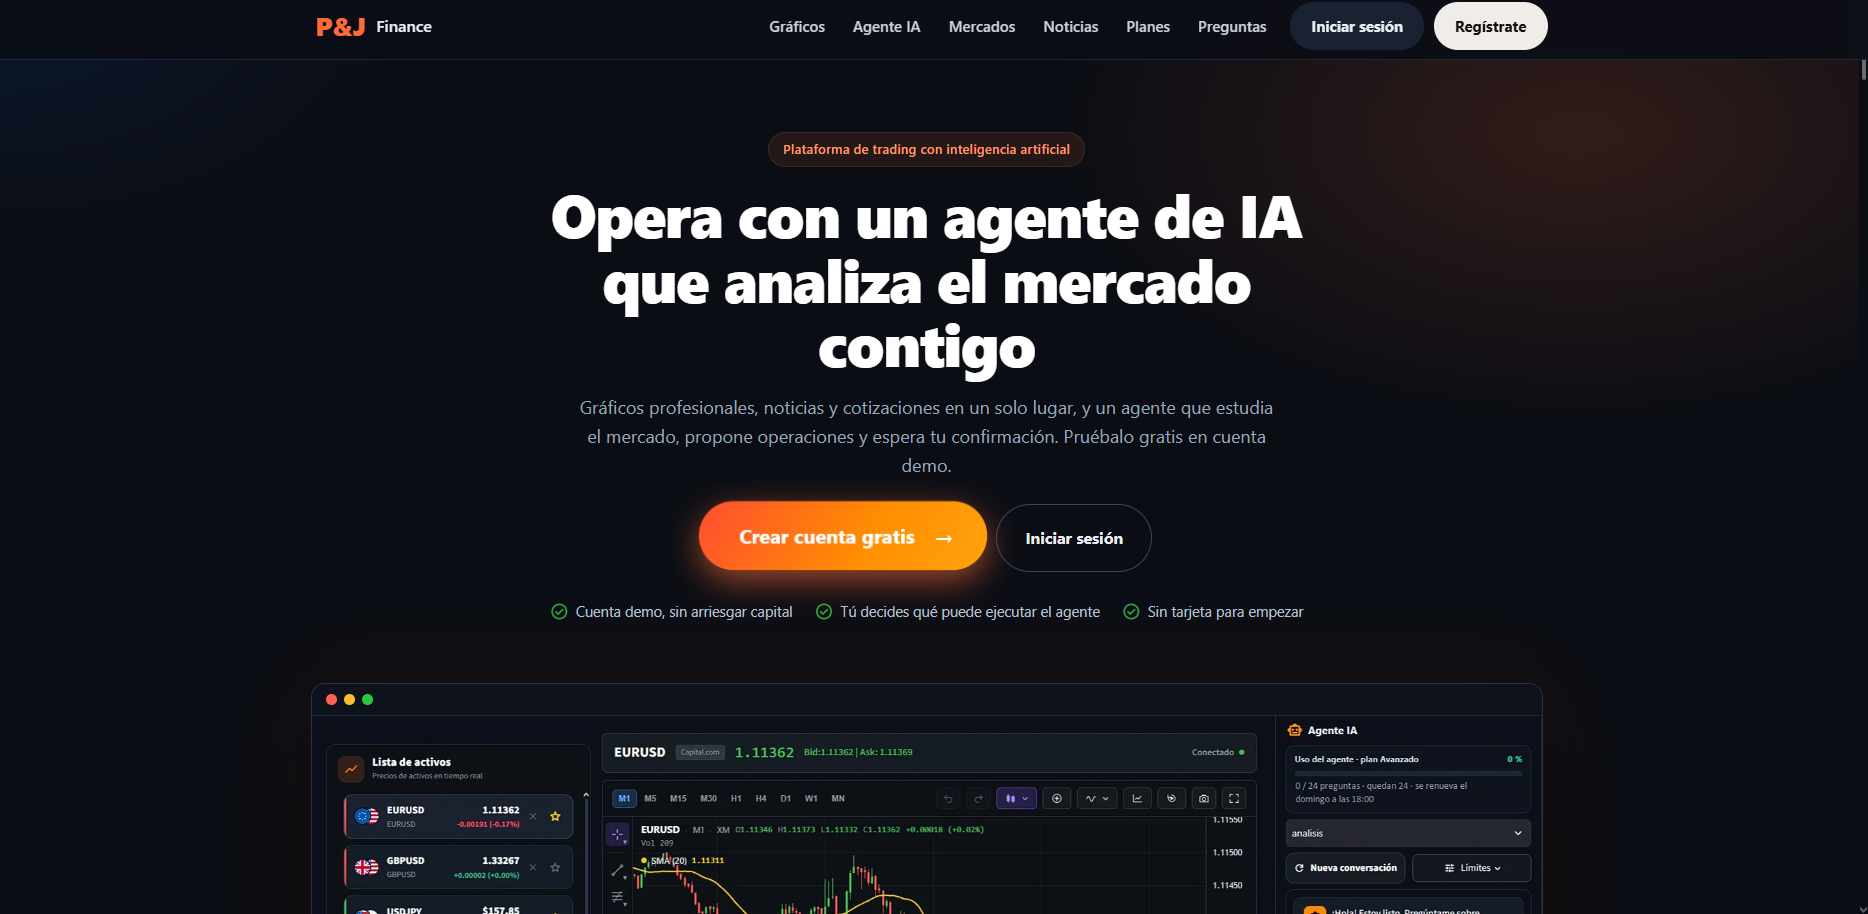 P&J Finance
Gráficos Agente IA Mercados Noticias Planes Preguntas Iniciar sesión Regístrate
Plataforma de trading con inteligencia artificial
Opera con un agente de IA
que analiza el mercado
contigo
Gráficos profesionales, noticias y cotizaciones en un solo lugar, y un agente que estudia
el mercado, propone operaciones y espera tu confirmación. Pruébalo gratis en cuenta
demo.
Crear cuenta gratis →
Iniciar sesión
Cuenta demo, sin arriesgar capital
Tú decides qué puede ejecutar el agente
Sin tarjeta para empezar
Lista de activos
Precios de activos en tiempo real
EURUSD 1.11362
EURUSD -0.00191 (-0.17%)
GBPUSD 1.33267
GBPUSD +0.00002 (+0.00%)
USDJPY $157.85
EURUSD Capital.com 1.11362 Bid:1.11362 | Ask: 1.11369 Conectado
M1 M5 M15 M30 H1 H4 D1 W1 MN
EURUSD · M1 · XM O1.11346 H1.11373 L1.11332 C1.11362 +0.00018 (+0.02%)
Vol 209
SMA (20) 1.11311
1.11550
1.11500
1.11450
Agente IA
Uso del agente · plan Avanzado 0 %
0 / 24 preguntas · quedan 24 · se renueva el
domingo a las 18:00
analisis
Nueva conversación
Límites
¡Hola! Estoy listo. Pregúntame sobre